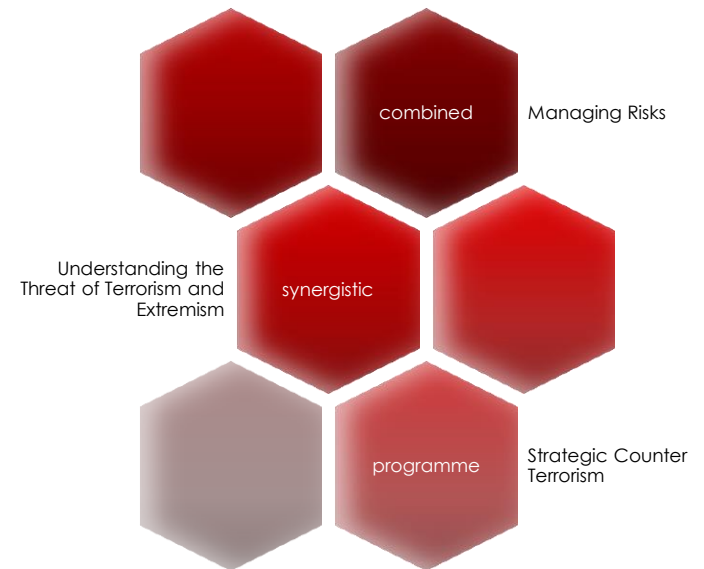 combined
Managing Risks
Understanding the
Threat of Terrorism and
Extremism
synergistic
programme
Strategic Counter
Terrorism